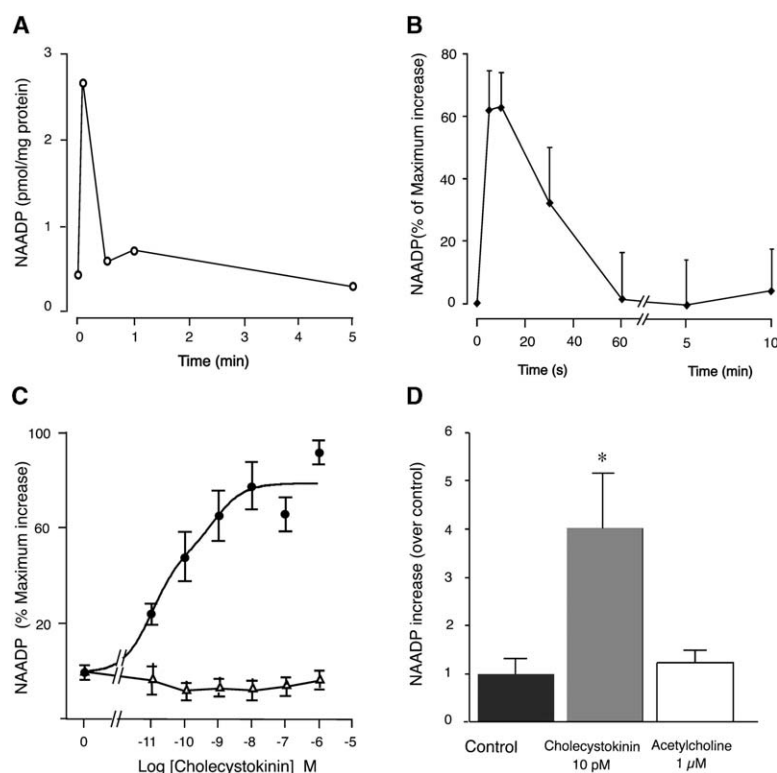 A
NAADP (pmol/mg protein)
3
2
1
0
0 1 2 3 4 5
Time (min)
B
NAADP(% of Maximum increase)
80
60
40
20
0
0 20 40 60 5 10
Time (s) Time (min)
C
NAADP (% Maximum increase)
100
60
20
0 -11 -10 -9 -8 -7 -6 -5
Log [Cholecystokinin] M
D
NAADP increase (over control)
6
5
4
3
2
1
0
*
Control Cholecystokinin Acetylcholine
10 pM 1 µM